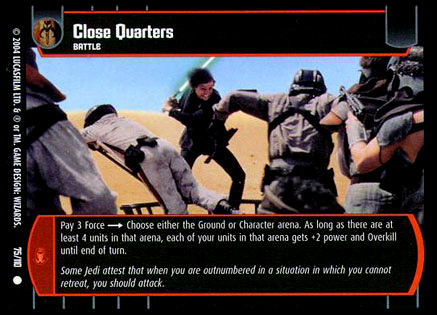 Close Quarters
BATTLE
Pay 3 Force → Choose either the Ground or Character arena. As long as there are at
least 4 units in that arena, each of your units in that arena gets +2 power and Overkill
until end of turn.
Some Jedi attest that when you are outnumbered in a situation in which you cannot
retreat, you should attack.
© 2004 LUCASFILM LTD. & ® or TM. GAME DESIGN: WIZARDS.
75/110